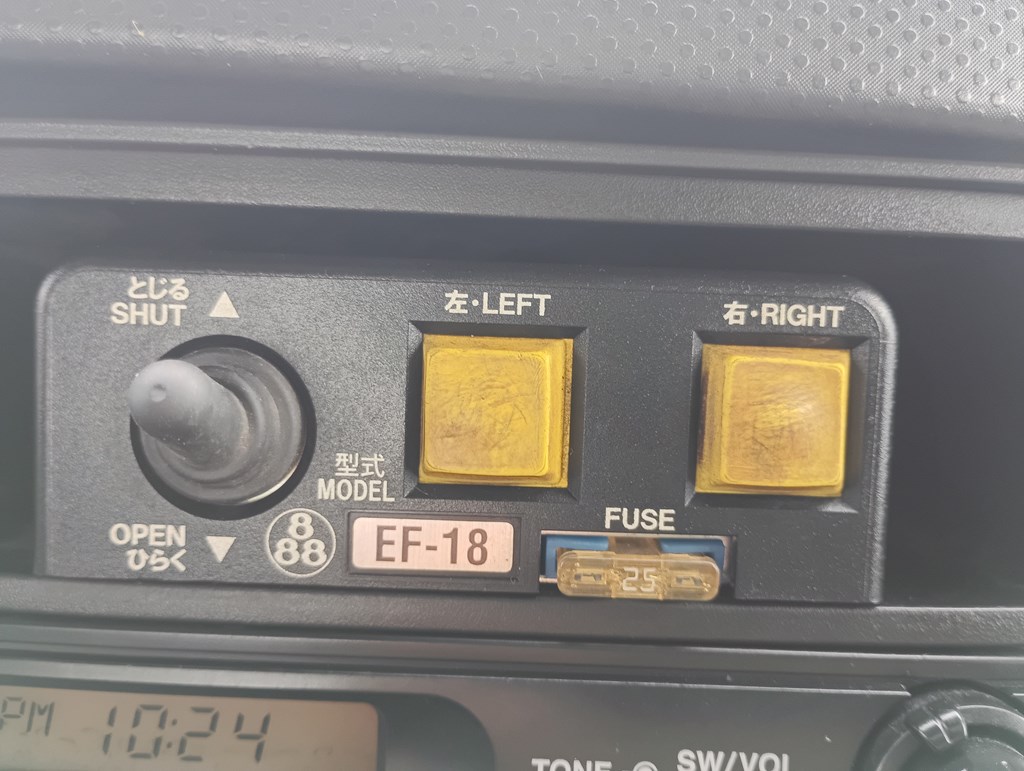 とじる
SHUT ▲
左・LEFT
右・RIGHT
型式
MODEL
OPEN ▼
ひらく
8
88
EF-18
FUSE
25
PM 10:24
TONE
SW/VOL